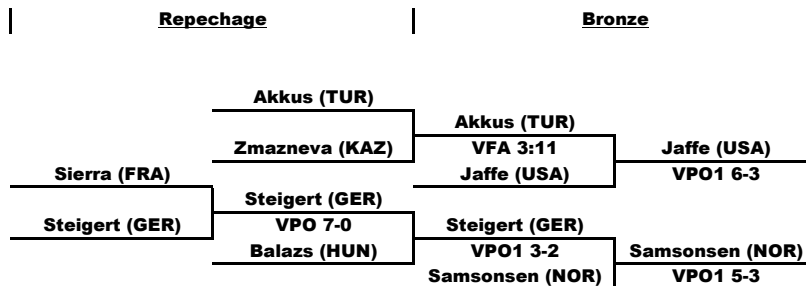 Repechage
Bronze
Akkus (TUR)
Akkus (TUR)
Zmazneva (KAZ)
VFA 3:11
Jaffe (USA)
Sierra (FRA)
Jaffe (USA)
VPO1 6-3
Steigert (GER)
Steigert (GER)
VPO 7-0
Steigert (GER)
Balazs (HUN)
VPO1 3-2
Samsonsen (NOR)
Samsonsen (NOR)
VPO1 5-3